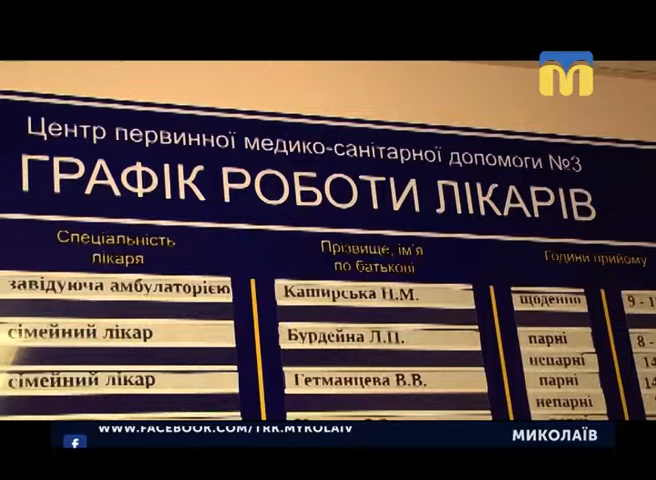 М
Центр первинної медико-санітарної допомоги №3
ГРАФІК РОБОТИ ЛІКАРІВ
Спеціальність лікаря
Прізвище, ім'я
по батькові
Години прийому
завідуюча амбулаторією Каширська Н.М. щоденно
сімейний лікар Бурдейна Л.П. парні
непарні
сімейний лікар Гетманцева В.В. парні
непарні
WWW.FACEBOOK.COM/TRK.MYKOLAIV
f
МИКОЛАЇВ